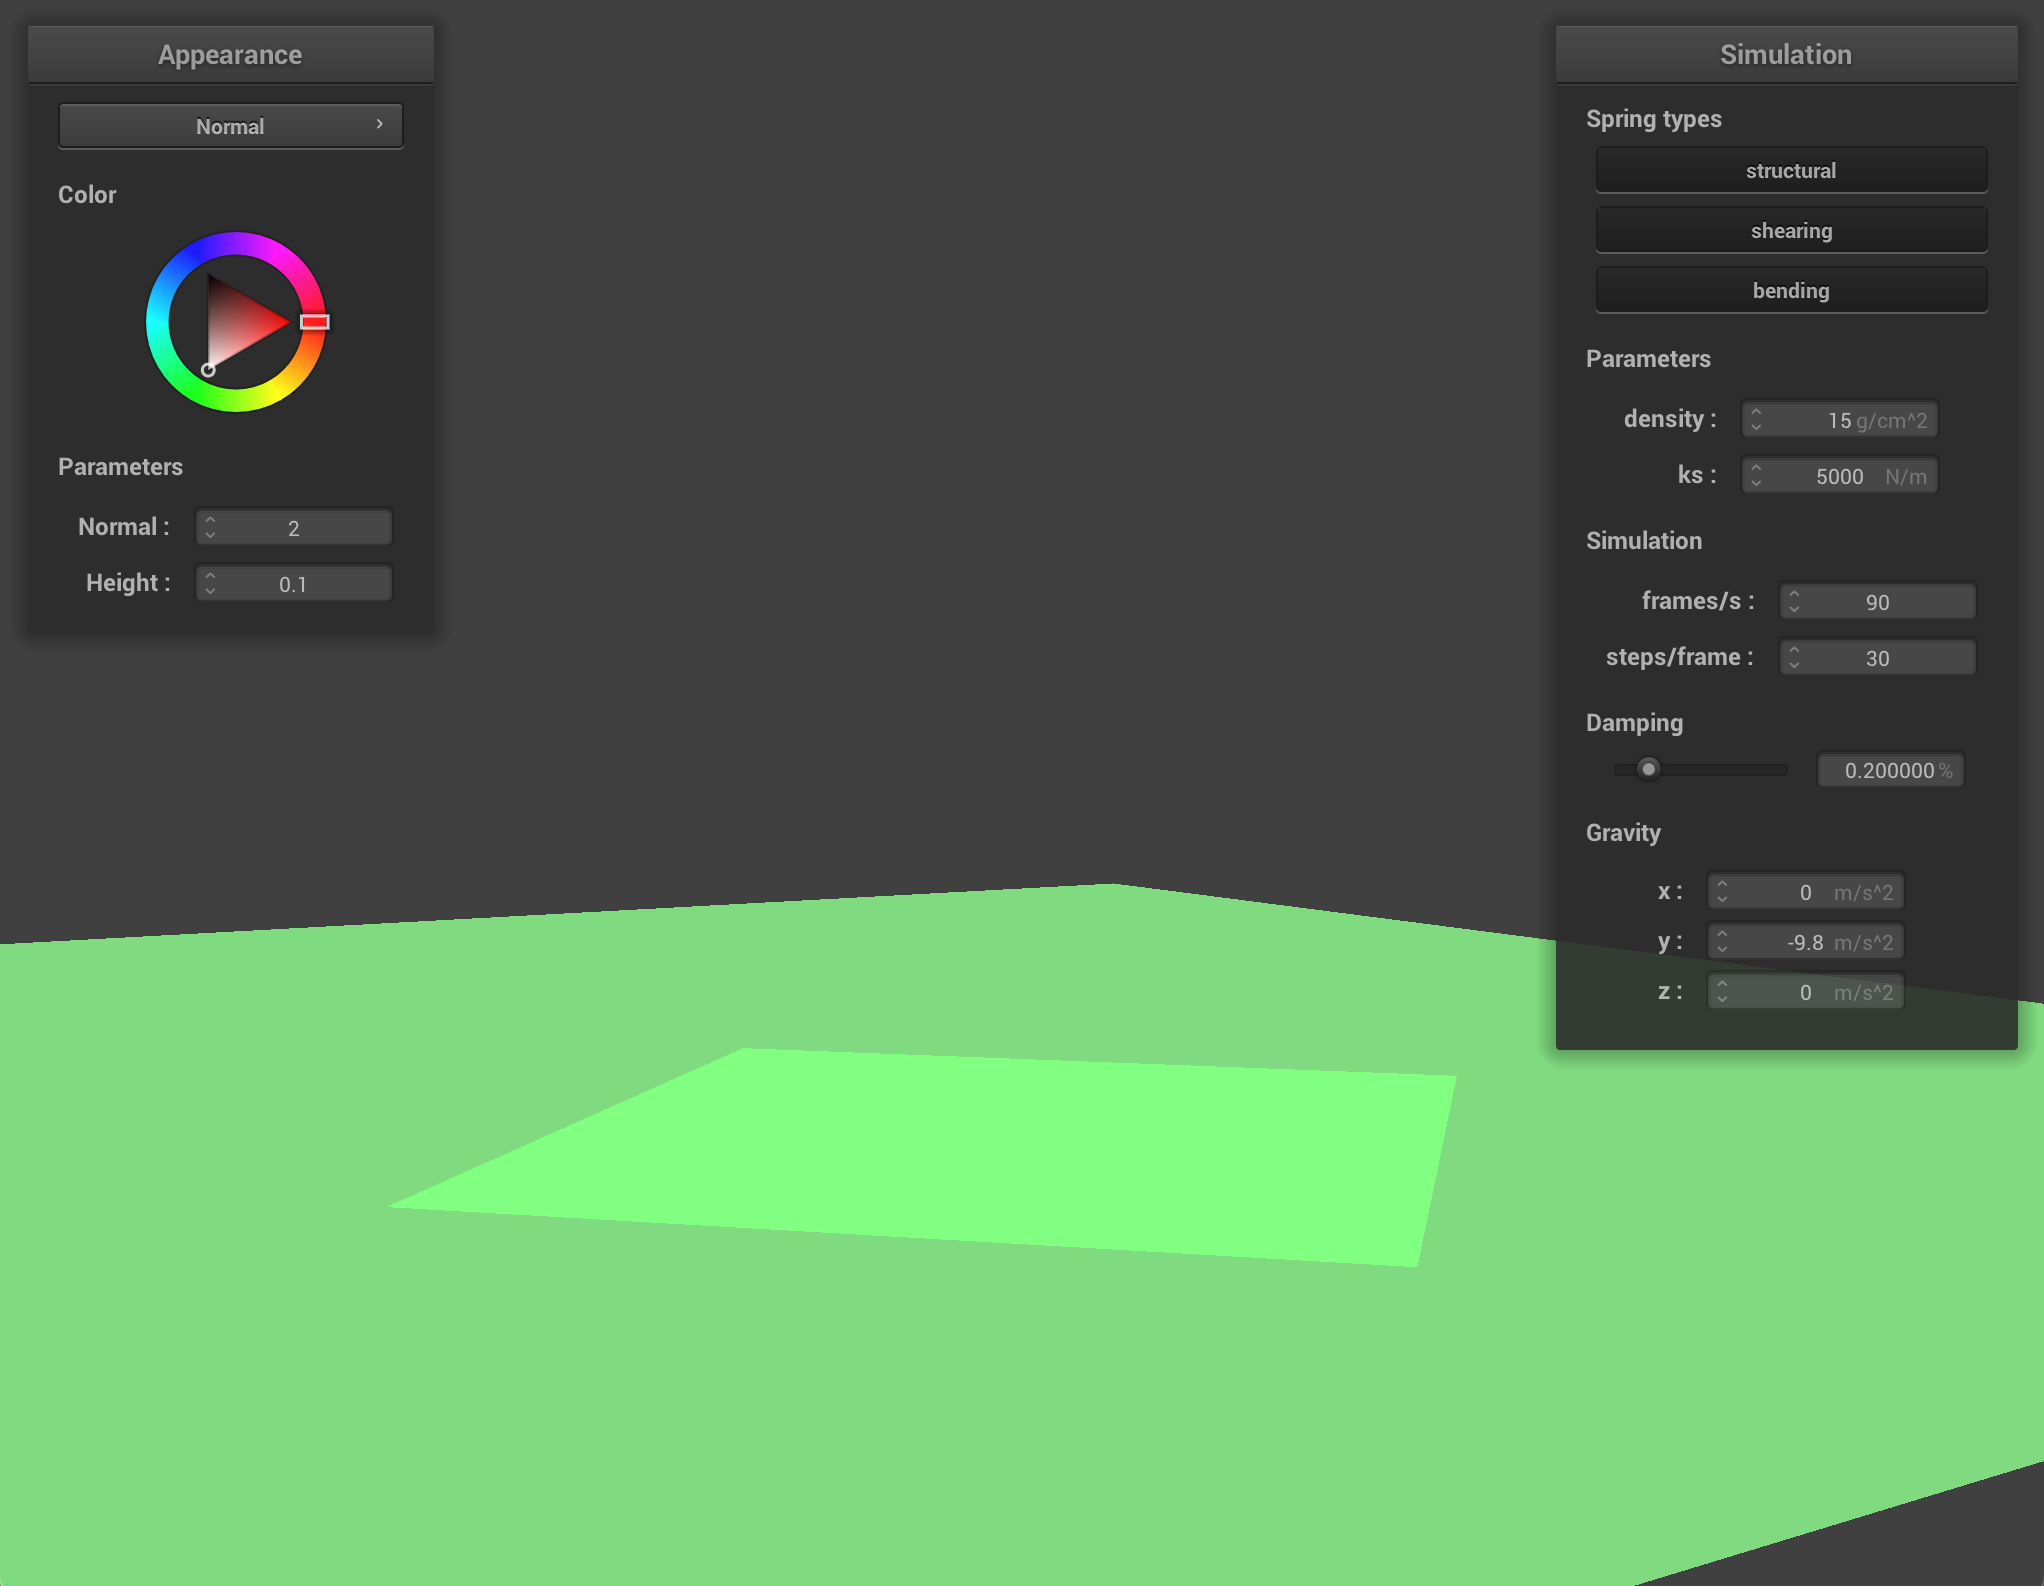 Appearance
Normal
Color
Parameters
Normal : 2
Height : 0.1
Simulation
Spring types
structural
shearing
bending
Parameters
density : 15 g/cm^2
ks : 5000 N/m
Simulation
frames/s : 90
steps/frame : 30
Damping
0.200000 %
Gravity
x : 0 m/s^2
y : -9.8 m/s^2
z : 0 m/s^2